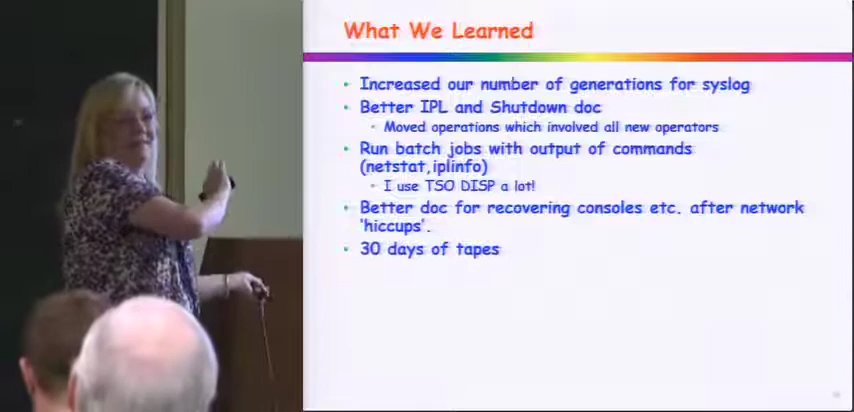 What We Learned
Increased our number of generations for syslog
Better IPL and Shutdown doc
Moved operations which involved all new operators
Run batch jobs with output of commands
(netstat,iplinfo)
I use TSO DISP a lot!
Better doc for recovering consoles etc. after network
'hiccups'.
30 days of tapes